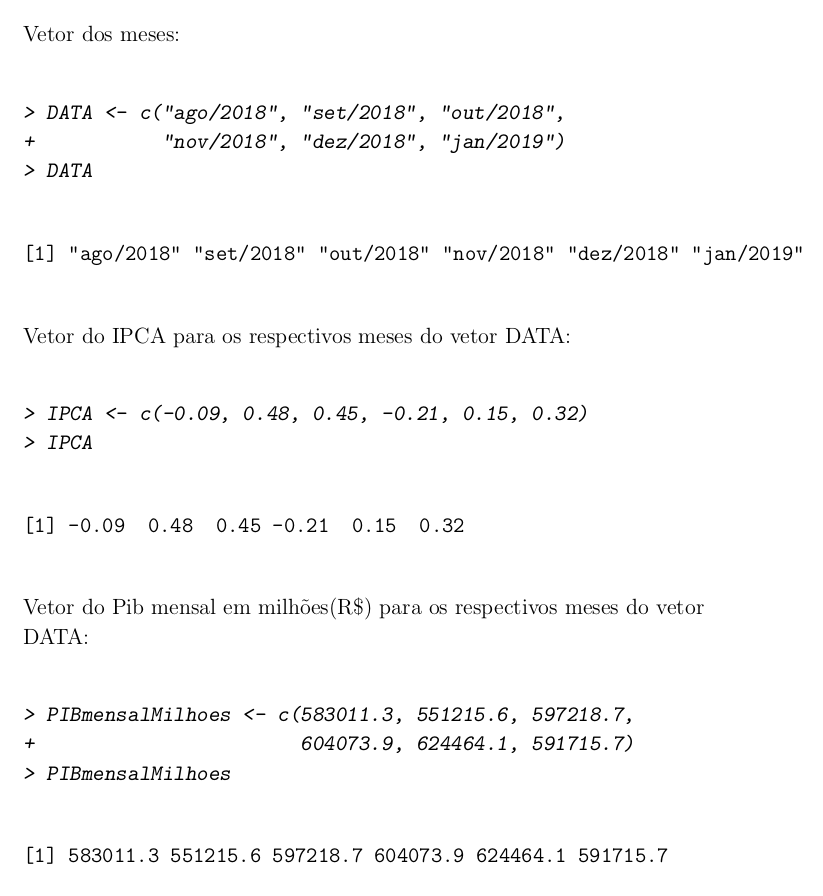 Vetor dos meses:
> DATA <- c("ago/2018", "set/2018", "out/2018",
+           "nov/2018", "dez/2018", "jan/2019")
> DATA
[1] "ago/2018" "set/2018" "out/2018" "nov/2018" "dez/2018" "jan/2019"
Vetor do IPCA para os respectivos meses do vetor DATA:
> IPCA <- c(-0.09, 0.48, 0.45, -0.21, 0.15, 0.32)
> IPCA
[1] -0.09  0.48  0.45 -0.21  0.15  0.32
Vetor do Pib mensal em milhões(R$) para os respectivos meses do vetor
DATA:
> PIBmensalMilhoes <- c(583011.3, 551215.6, 597218.7,
+                       604073.9, 624464.1, 591715.7)
> PIBmensalMilhoes
[1] 583011.3 551215.6 597218.7 604073.9 624464.1 591715.7